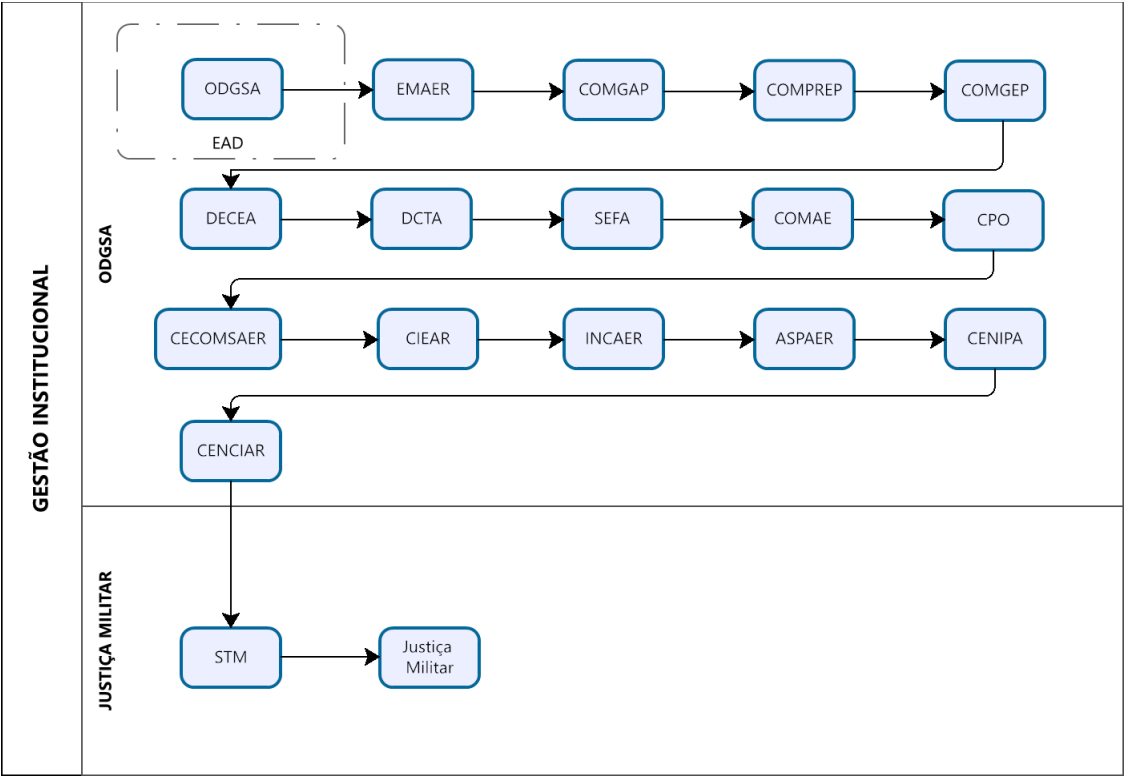 GESTÃO INSTITUCIONAL
ODGSA
ODGSA
EMAER
COMGAP
COMPREP
COMGEP
EAD
DECEA
DCTA
SEFA
COMAE
CPO
CECOMSAER
CIEAR
INCAER
ASPAER
CENIPA
CENCIAR
JUSTIÇA MILITAR
STM
Justiça
Militar